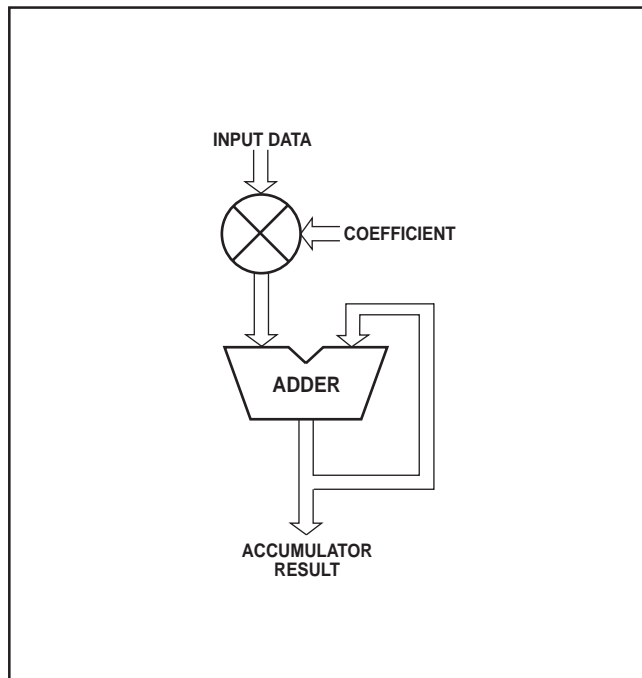 INPUT DATA
COEFFICIENT
ADDER
ACCUMULATOR
RESULT